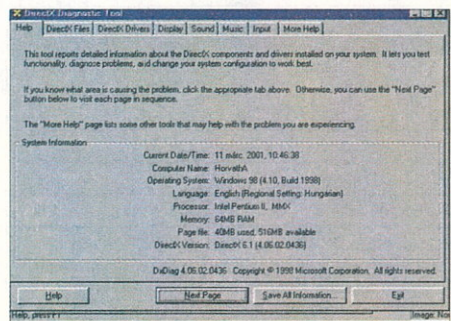 DirectX Diagnostic Tool
Help DirectX Files DirectX Drivers Display Sound Music Input More Help
This tool reports detailed information about the DirectX components and drivers installed on your system. It lets you test
functionality, diagnose problems, and change your system configuration to work best.
If you know what area is causing the problem, click the appropriate tab above. Otherwise, you can use the "Next Page"
button below to visit each page in sequence.
The "More Help" page lists some other tools that may help with the problem you are experiencing.
System Information
Current Date/Time: 11 márc. 2001, 10:46:38
Computer Name: HorvathA
Operating System: Windows 98 (4.10, Build 1998)
Language: English (Regional Setting: Hungarian)
Processor: Intel Pentium II, MMX
Memory: 64MB RAM
Page file: 40MB used, 516MB available
DirectX Version: DirectX 6.1 (4.06.02.0436)
DxDiag 4.06.02.0436 Copyright © 1998 Microsoft Corporation. All rights reserved.
Help Next Page Save All Information... Exit
Help, press F1 Image: No